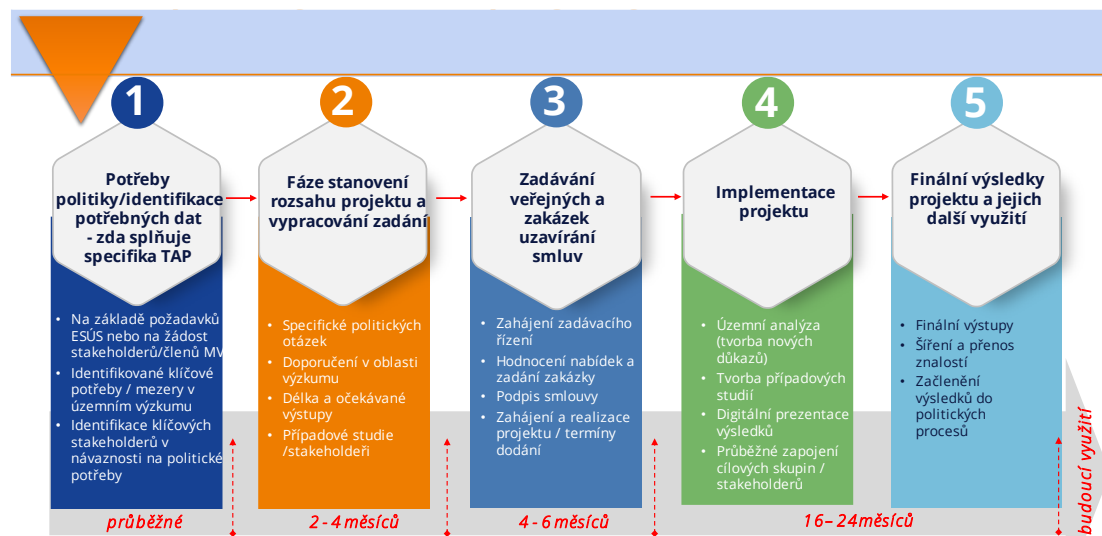 1
Potřeby
politiky/identifikace
potřebných dat
- zda splňuje
specifika TAP
• Na základě požadavků
ESÚS nebo na žádost
stakeholderů/členů MV
• Identifikované klíčové
potřeby / mezery v
územním výzkumu
• Identifikace klíčových
stakeholderů v
návaznosti na politické
potřeby
průběžné
2
Fáze stanovení
rozsahu projektu a
vypracování zadání
• Specifické politických
otázek
• Doporučení v oblasti
výzkumu
• Délka a očekávané
výstupy
• Případové studie
/stakeholdeři
2 - 4 měsíců
3
Zadávání
veřejných a
zakázek
uzavírání
smluv
• Zahájení zadávacího
řízení
• Hodnocení nabídek a
zadání zakázky
• Podpis smlouvy
• Zahájení a realizace
projektu / termíny
dodání
4 - 6 měsíců
4
Implementace
projektu
• Územní analýza
(tvorba nových
důkazů)
• Tvorba případových
studií
• Digitální prezentace
výsledků
• Průběžné zapojení
cílových skupin /
stakeholderů
16– 24 měsíců
5
Finální výsledky
projektu a jejich
další využití
• Finální výstupy
• Šíření a přenos
znalostí
• Začlenění
výsledků do
politických
procesů
budoucí využití